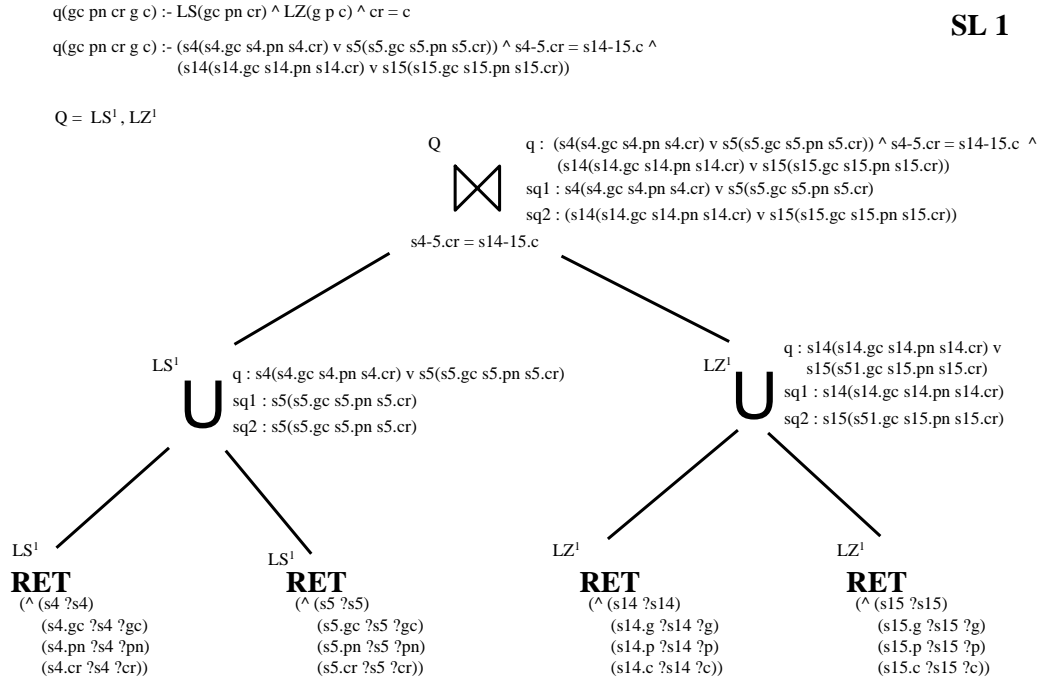 q(gc pn cr g c) :- LS(gc pn cr) ^ LZ(g p c) ^ cr = c
SL 1
q(gc pn cr g c) :- (s4(s4.gc s4.pn s4.cr) v s5(s5.gc s5.pn s5.cr)) ^ s4-5.cr = s14-15.c ^
(s14(s14.gc s14.pn s14.cr) v s15(s15.gc s15.pn s15.cr))
Q = LS¹ , LZ¹
Q
q : (s4(s4.gc s4.pn s4.cr) v s5(s5.gc s5.pn s5.cr)) ^ s4-5.cr = s14-15.c ^
(s14(s14.gc s14.pn s14.cr) v s15(s15.gc s15.pn s15.cr))
sq1 : s4(s4.gc s4.pn s4.cr) v s5(s5.gc s5.pn s5.cr)
sq2 : (s14(s14.gc s14.pn s14.cr) v s15(s15.gc s15.pn s15.cr))
s4-5.cr = s14-15.c
LS¹
q : s4(s4.gc s4.pn s4.cr) v s5(s5.gc s5.pn s5.cr)
sq1 : s5(s5.gc s5.pn s5.cr)
sq2 : s5(s5.gc s5.pn s5.cr)
LZ¹
q : s14(s14.gc s14.pn s14.cr) v
s15(s51.gc s15.pn s15.cr)
sq1 : s14(s14.gc s14.pn s14.cr)
sq2 : s15(s51.gc s15.pn s15.cr)
LS¹
RET
(^ (s4 ?s4)
(s4.gc ?s4 ?gc)
(s4.pn ?s4 ?pn)
(s4.cr ?s4 ?cr))
LS¹
RET
(^ (s5 ?s5)
(s5.gc ?s5 ?gc)
(s5.pn ?s5 ?pn)
(s5.cr ?s5 ?cr))
LZ¹
RET
(^ (s14 ?s14)
(s14.g ?s14 ?g)
(s14.p ?s14 ?p)
(s14.c ?s14 ?c))
LZ¹
RET
(^ (s15 ?s15)
(s15.g ?s15 ?g)
(s15.p ?s15 ?p)
(s15.c ?s15 ?c))